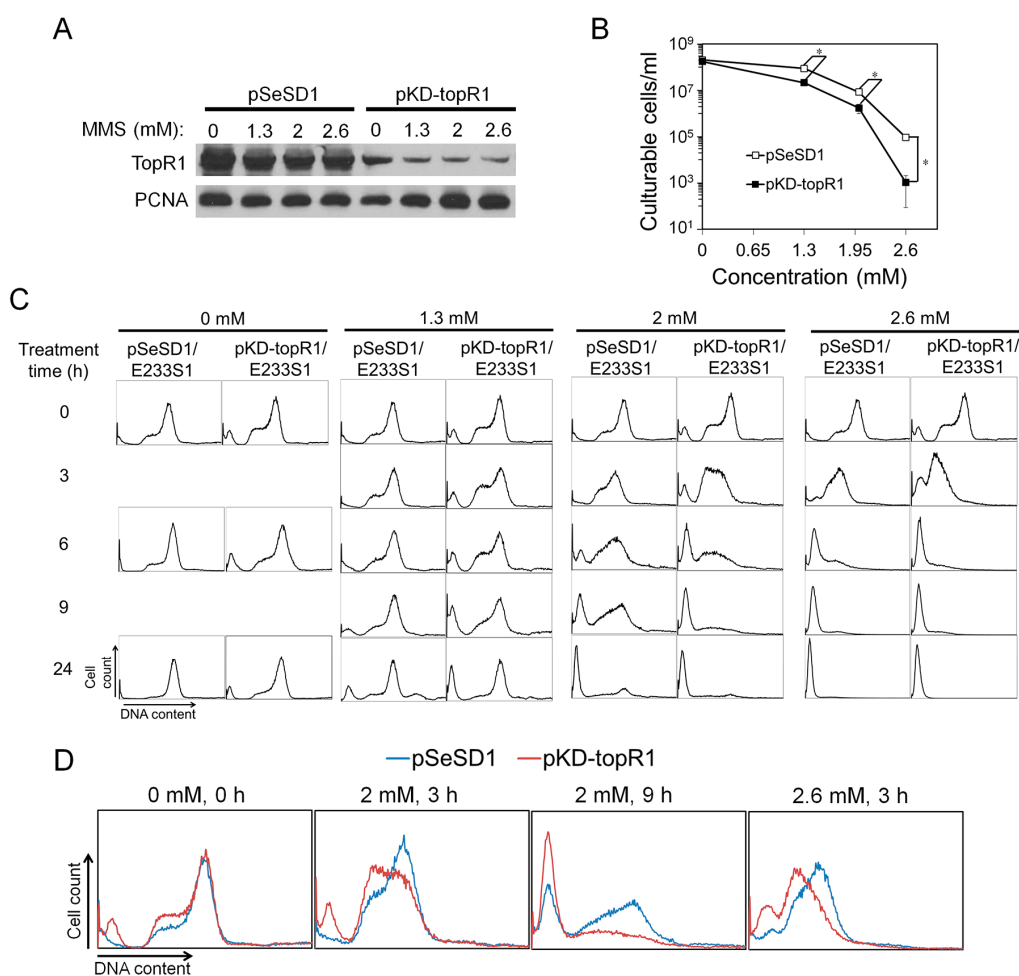 A
pSeSD1 pKD-topR1
MMS (mM): 0 1.3 2 2.6 0 1.3 2 2.6
TopR1
PCNA
B
Culturable cells/ml
10⁹
10⁷
10⁵
10³
10¹
* * *
pSeSD1
pKD-topR1
0 0.65 1.3 1.95 2.6
Concentration (mM)
C
0 mM 1.3 mM 2 mM 2.6 mM
Treatment time (h)
pSeSD1/ pKD-topR1/ pSeSD1/ pKD-topR1/ pSeSD1/ pKD-topR1/ pSeSD1/ pKD-topR1/
E233S1 E233S1 E233S1 E233S1 E233S1 E233S1 E233S1 E233S1
0
3
6
9
24
Cell count
DNA content
D
pSeSD1 pKD-topR1
0 mM, 0 h 2 mM, 3 h 2 mM, 9 h 2.6 mM, 3 h
Cell count
DNA content